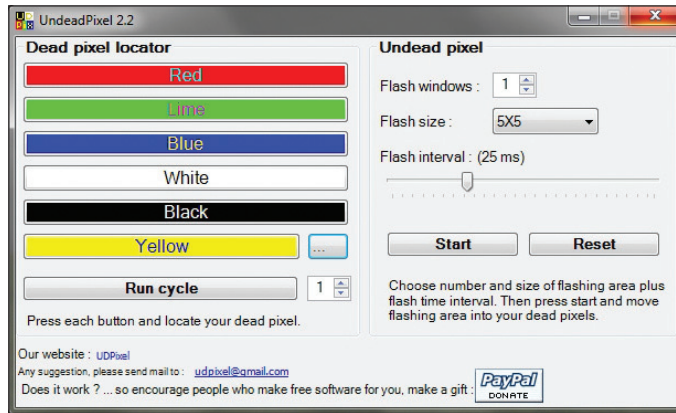 UndeadPixel 2.2
Dead pixel locator
Red
Lime
Blue
White
Black
Yellow
...
Run cycle
1
Press each button and locate your dead pixel.
Undead pixel
Flash windows :
1
Flash size :
5X5
Flash interval : (25 ms)
Start
Reset
Choose number and size of flashing area plus
flash time interval. Then press start and move
flashing area into your dead pixels.
Our website : UDPixel
Any suggestion, please send mail to : udpixel@gmail.com
Does it work ? ... so encourage people who make free software for you, make a gift :
PayPal
DONATE